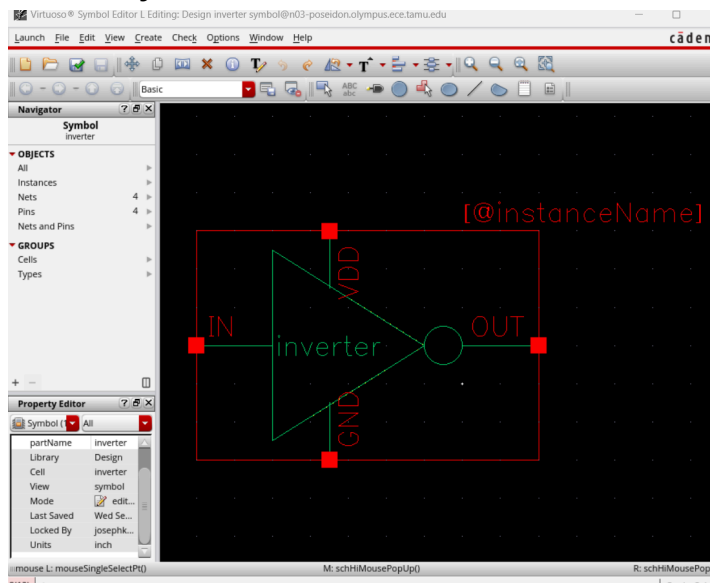 Virtuoso® Symbol Editor L Editing: Design inverter symbol@n03-poseidon.olympus.ece.tamu.edu
Launch File Edit View Create Check Options Window Help
cāden
Basic
ABC
abc
Navigator
Symbol
inverter
OBJECTS
All
Instances
Nets 4
Pins 4
Nets and Pins
GROUPS
Cells
Types
[@instanceName]
VDD
IN
OUT
inverter
GND
Property Editor
Symbol (1 All
partName inverter
Library Design
Cell inverter
View symbol
Mode edit...
Last Saved Wed Se...
Locked By josephk...
Units inch
mouse L: mouseSingleSelectPt() M: schHiMousePopUp() R: schHiMousePop